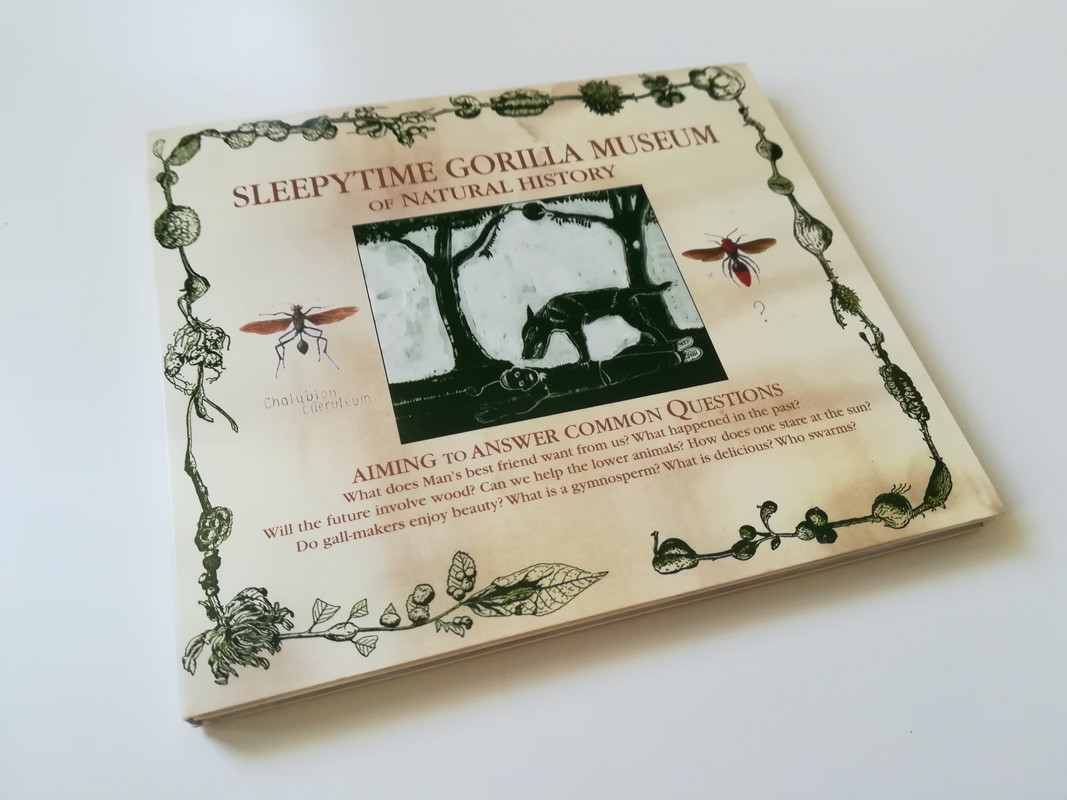 SLEEPYTIME GORILLA MUSEUM
OF NATURAL HISTORY
?
Chalybion
cueruleum
AIMING TO ANSWER COMMON QUESTIONS
What does Man's best friend want from us? What happened in the past?
Will the future involve wood? Can we help the lower animals? How does one stare at the sun?
Do gall-makers enjoy beauty? What is a gymnosperm? What is delicious? Who swarms?